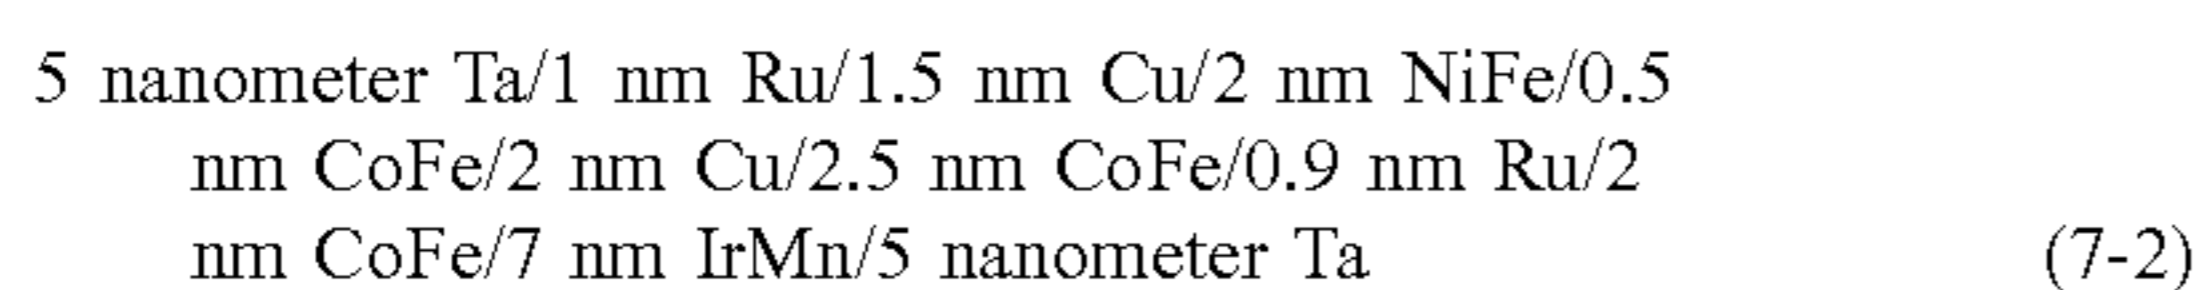 5 nanometer Ta/1 nm Ru/1.5 nm Cu/2 nm NiFe/0.5
nm CoFe/2 nm Cu/2.5 nm CoFe/0.9 nm Ru/2
nm CoFe/7 nm IrMn/5 nanometer Ta (7-2)